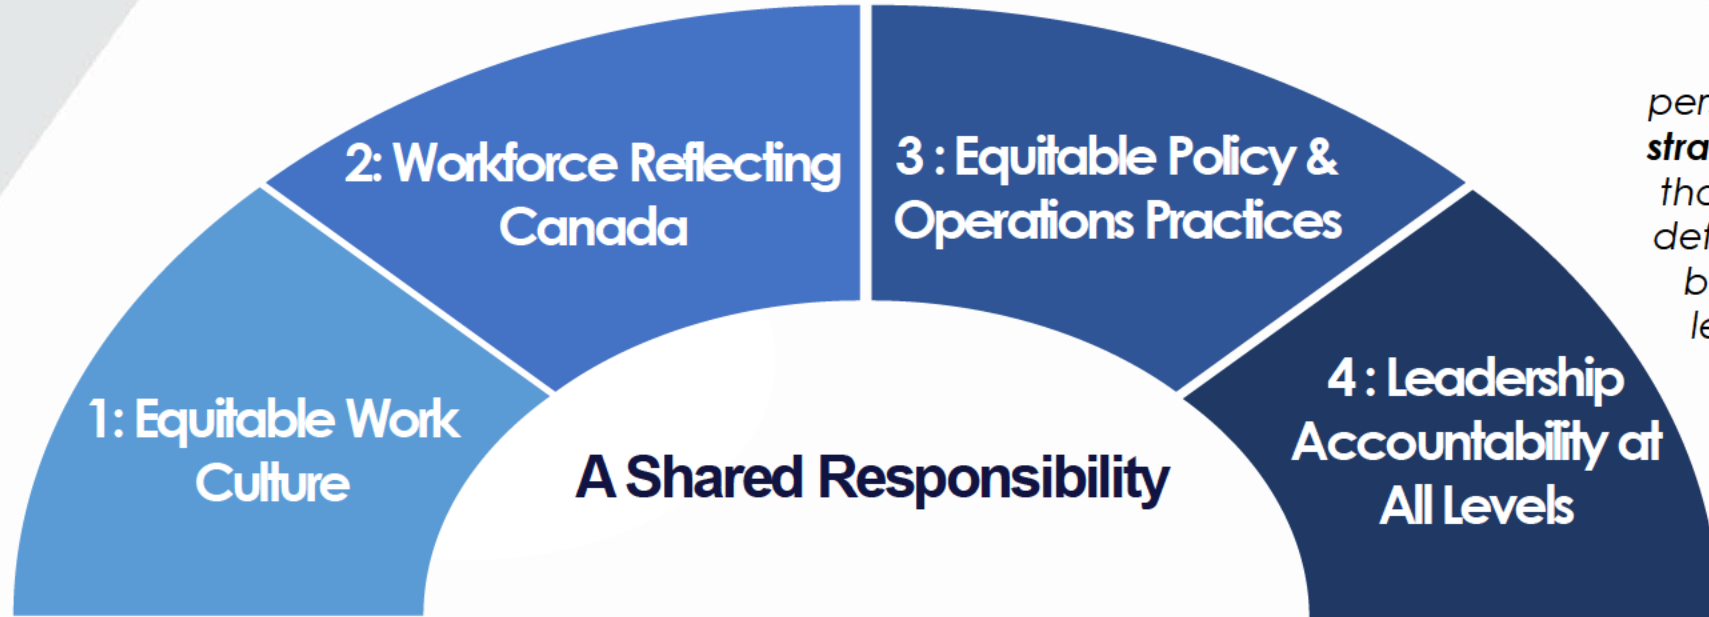 2: Workforce Reflecting
Canada
3 : Equitable Policy &
Operations Practices
1: Equitable Work
Culture
4 : Leadership
Accountability at
All Levels
A Shared Responsibility